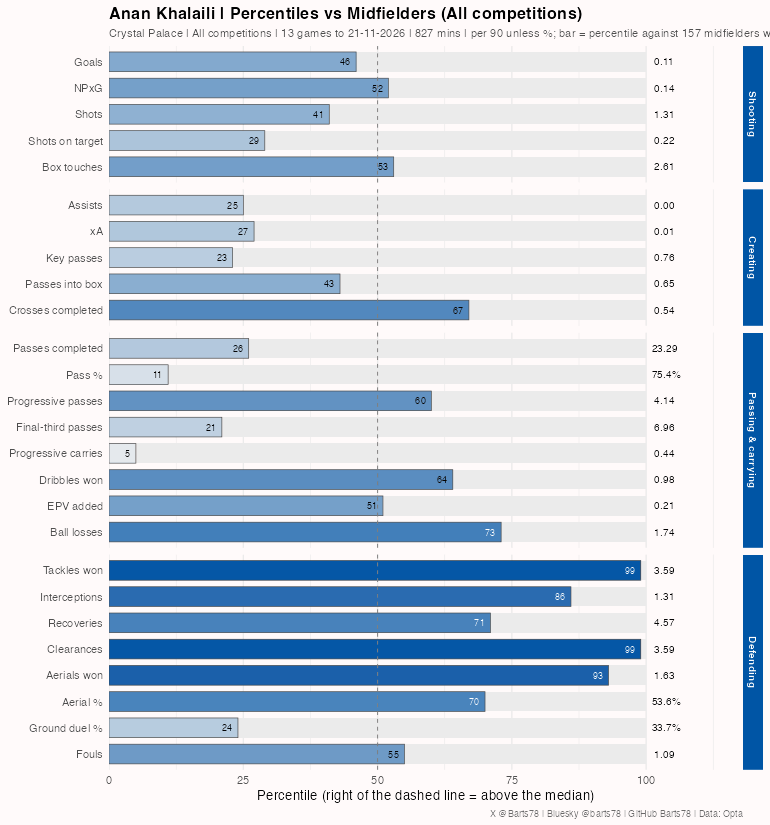 Anan Khalaili | Percentiles vs Midfielders (All competitions)
Crystal Palace | All competitions | 13 games to 21-11-2026 | 827 mins | per 90 unless %; bar = percentile against 157 midfielders w
Goals 46 0.11
NPxG 52 0.14
Shots 41 1.31
Shots on target 29 0.22
Box touches 53 2.61
Shooting
Assists 25 0.00
xA 27 0.01
Key passes 23 0.76
Passes into box 43 0.65
Crosses completed 67 0.54
Creating
Passes completed 26 23.29
Pass % 11 75.4%
Progressive passes 60 4.14
Final-third passes 21 6.96
Progressive carries 5 0.44
Dribbles won 64 0.98
EPV added 51 0.21
Ball losses 73 1.74
Passing & carrying
Tackles won 99 3.59
Interceptions 86 1.31
Recoveries 71 4.57
Clearances 99 3.59
Aerials won 93 1.63
Aerial % 70 53.6%
Ground duel % 24 33.7%
Fouls 55 1.09
Defending
0 25 50 75 100
Percentile (right of the dashed line = above the median)
X @Barts78 | Bluesky @barts78 | GitHub Barts78 | Data: Opta